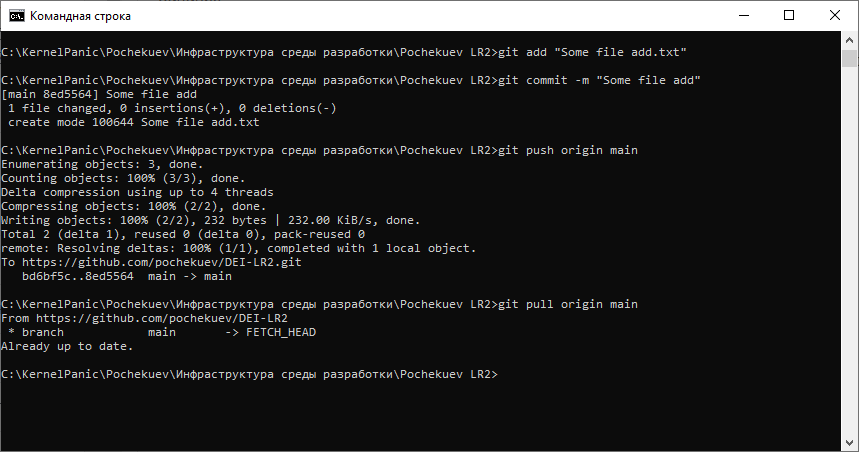 Командная строка
C:\KernelPanic\Pochekuev\Инфраструктура среды разработки\Pochekuev LR2>git add "Some file add.txt"
C:\KernelPanic\Pochekuev\Инфраструктура среды разработки\Pochekuev LR2>git commit -m "Some file add"
[main 8ed5564] Some file add
 1 file changed, 0 insertions(+), 0 deletions(-)
 create mode 100644 Some file add.txt
C:\KernelPanic\Pochekuev\Инфраструктура среды разработки\Pochekuev LR2>git push origin main
Enumerating objects: 3, done.
Counting objects: 100% (3/3), done.
Delta compression using up to 4 threads
Compressing objects: 100% (2/2), done.
Writing objects: 100% (2/2), 232 bytes | 232.00 KiB/s, done.
Total 2 (delta 1), reused 0 (delta 0), pack-reused 0
remote: Resolving deltas: 100% (1/1), completed with 1 local object.
To https://github.com/pochekuev/DEI-LR2.git
   bd6bf5c..8ed5564  main -> main
C:\KernelPanic\Pochekuev\Инфраструктура среды разработки\Pochekuev LR2>git pull origin main
From https://github.com/pochekuev/DEI-LR2
 * branch            main       -> FETCH_HEAD
Already up to date.
C:\KernelPanic\Pochekuev\Инфраструктура среды разработки\Pochekuev LR2>